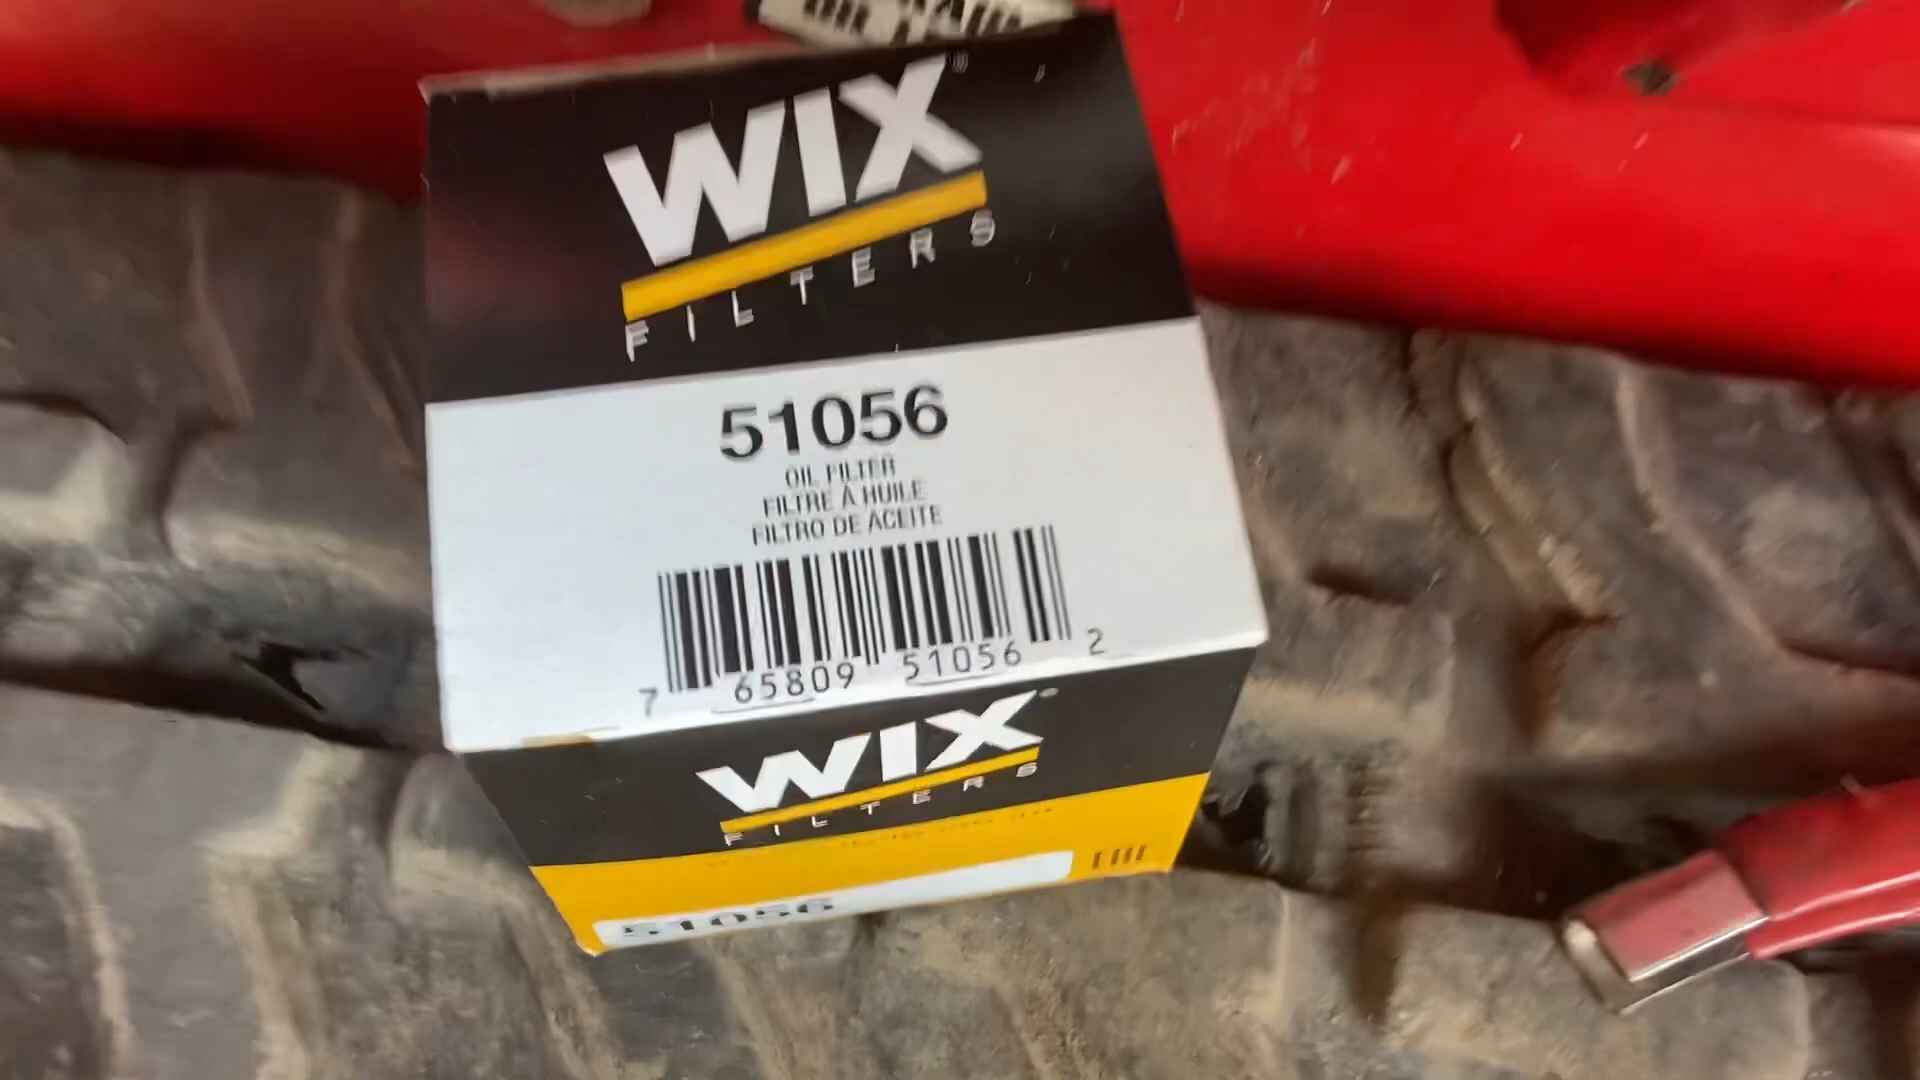 WIX®
FILTERS
51056
OIL FILTER
FILTRE À HUILE
FILTRO DE ACEITE
7 65809 51056 2
WIX
FILTERS
51056